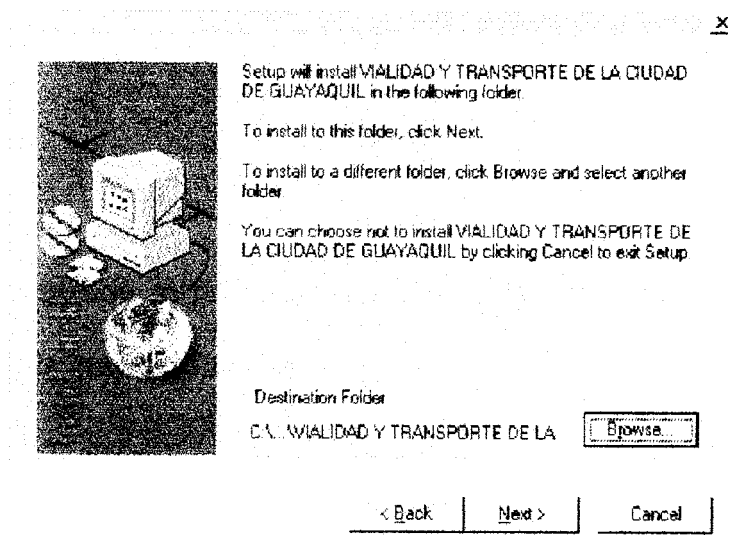 x
Setup will install VIALIDAD Y TRANSPORTE DE LA CIUDAD
DE GUAYAQUIL in the following folder.
To install to this folder, click Next.
To install to a different folder, click Browse and select another
folder.
You can choose not to install VIALIDAD Y TRANSPORTE DE
LA CIUDAD DE GUAYAQUIL by clicking Cancel to exit Setup.
Destination Folder
C:\...\VIALIDAD Y TRANSPORTE DE LA
Browse...
< Back
Next >
Cancel